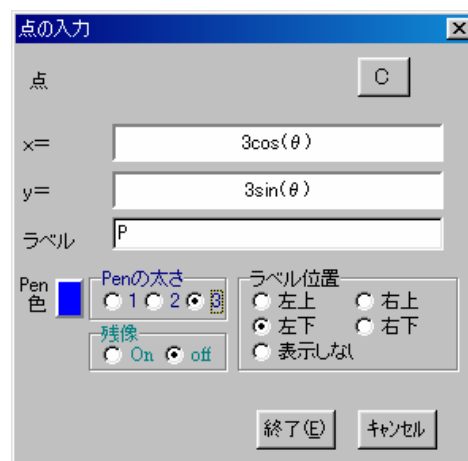 点の入力
点
C
x=
3cos(θ)
y=
3sin(θ)
ラベル
P
Pen
色
Penの太さ
1 2 3
残像
On off
ラベル位置
左上 右上
左下 右下
表示しない
終了(E) キャンセル